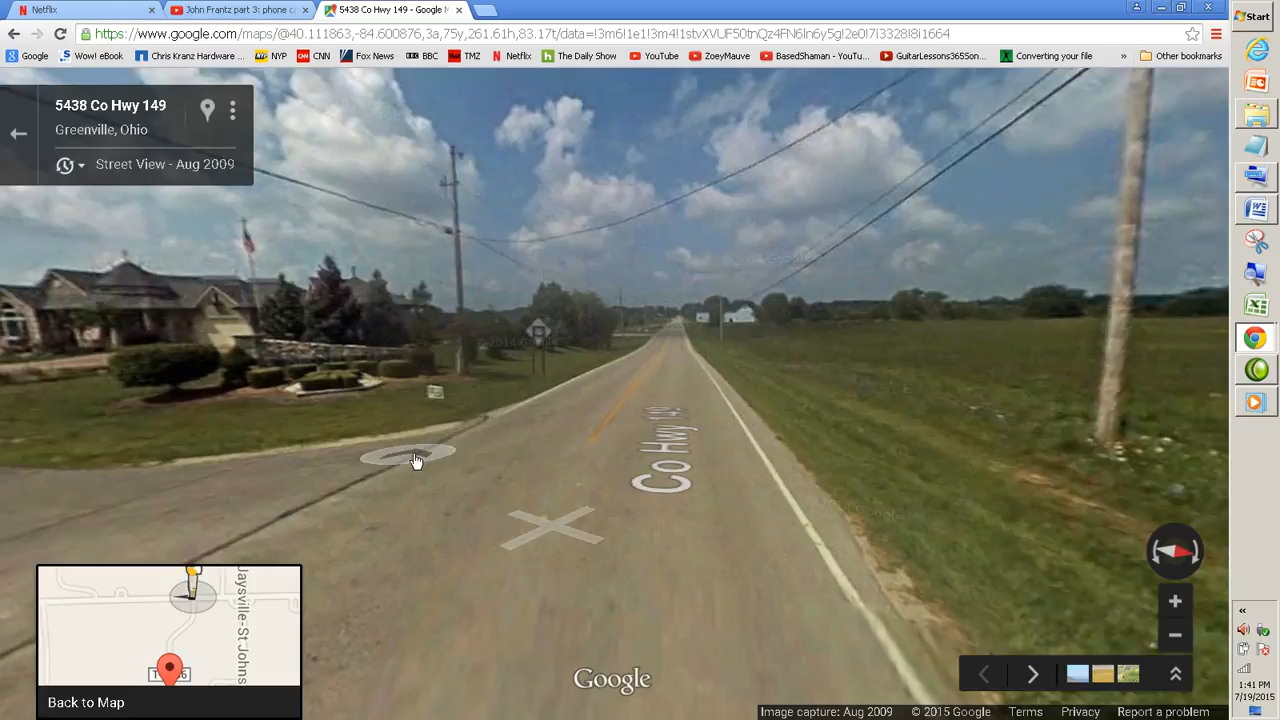 Netflix
John Frantz part 3: phone c
5438 Co Hwy 149 - Google M
https://www.google.com/maps/@40.111863,-84.600876,3a,75y,261.61h,83.17t/data=!3m6!1e1!3m4!1stvXVUF50tnQz4FN6In6y5g!2e0!7i3328!8i1664
Google
Wow! eBook
Chris Kranz Hardware ...
NYP
CNN
Fox News
BBC
TMZ
Netflix
The Daily Show
YouTube
ZoeyMauve
BasedShaman - YouT...
GuitarLessons365Son...
Converting your file
»
Other bookmarks
Start
5438 Co Hwy 149
Greenville, Ohio
Street View - Aug 2009
Co Hwy 149
Jaysville-St Johns
Back to Map
Google
Image capture: Aug 2009
© 2015 Google
Terms
Privacy
Report a problem
1:41 PM
7/19/2015